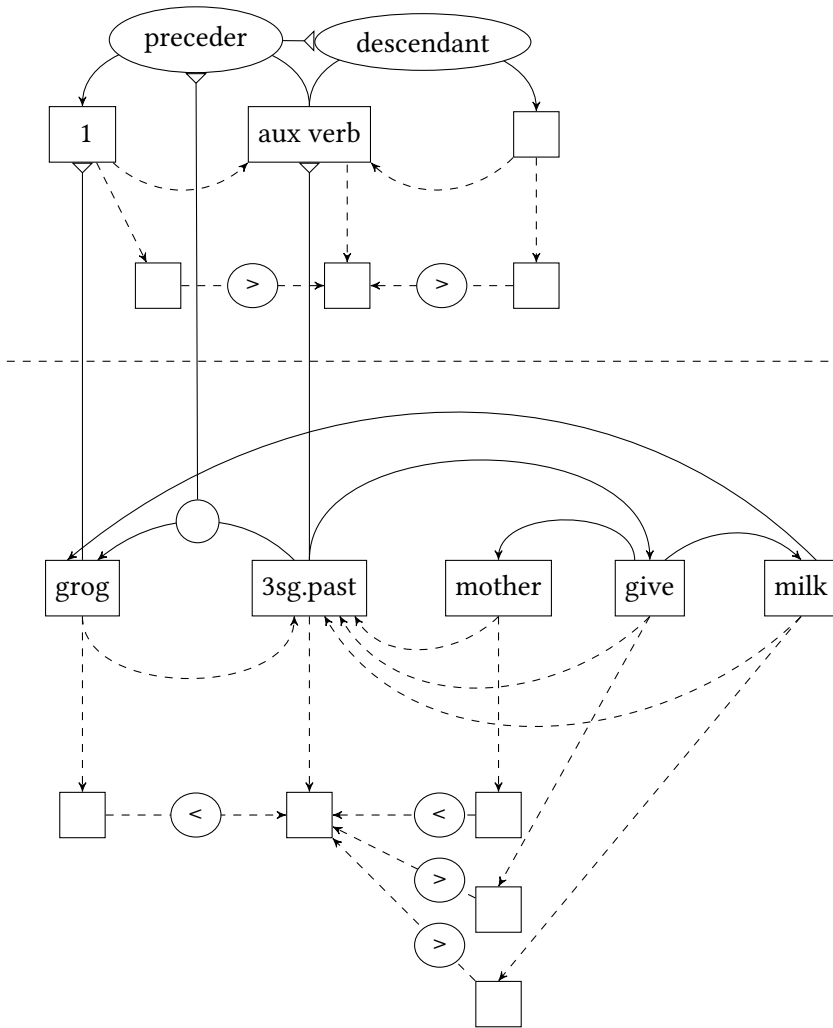 preceder descendant
1 aux verb
> >
grog 3sg.past mother give milk
< <
>
>